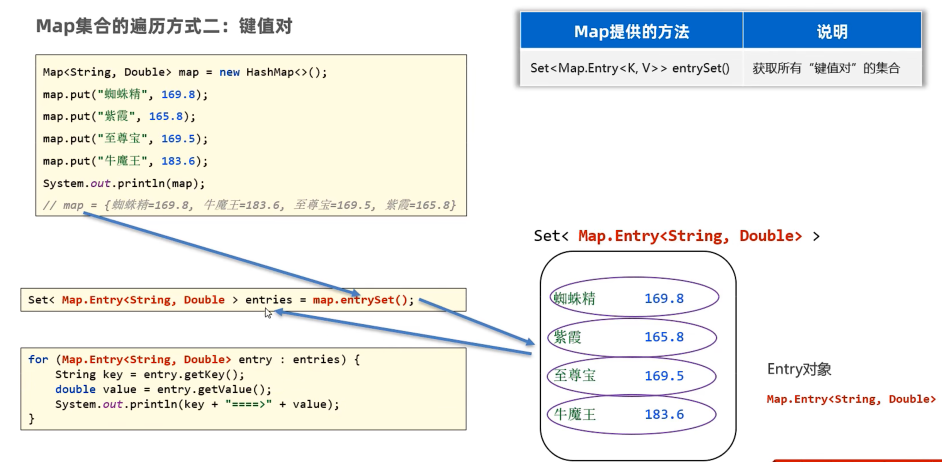 Map集合的遍历方式二：键值对
Map提供的方法 说明
Set<Map.Entry<K, V>> entrySet() 获取所有“键值对”的集合
Map<String, Double> map = new HashMap<>();
map.put("蜘蛛精", 169.8);
map.put("紫霞", 165.8);
map.put("至尊宝", 169.5);
map.put("牛魔王", 183.6);
System.out.println(map);
// map = {蜘蛛精=169.8, 牛魔王=183.6, 至尊宝=169.5, 紫霞=165.8}
Set< Map.Entry<String, Double > entries = map.entrySet();
for (Map.Entry<String, Double> entry : entries) {
String key = entry.getKey();
double value = entry.getValue();
System.out.println(key + "====>" + value);
}
Set< Map.Entry<String, Double> >
蜘蛛精 169.8
紫霞 165.8
至尊宝 169.5
牛魔王 183.6
Entry对象
Map.Entry<String, Double>